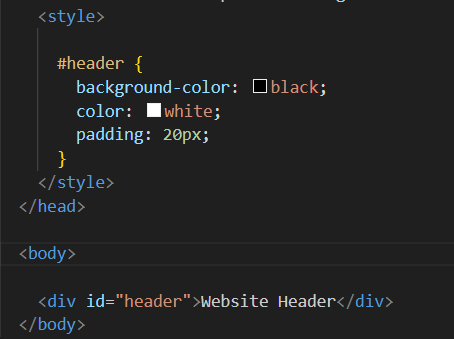 <style>
#header {
background-color: black;
color: white;
padding: 20px;
}
</style>
</head>
<body>
<div id="header">Website Header</div>
</body>